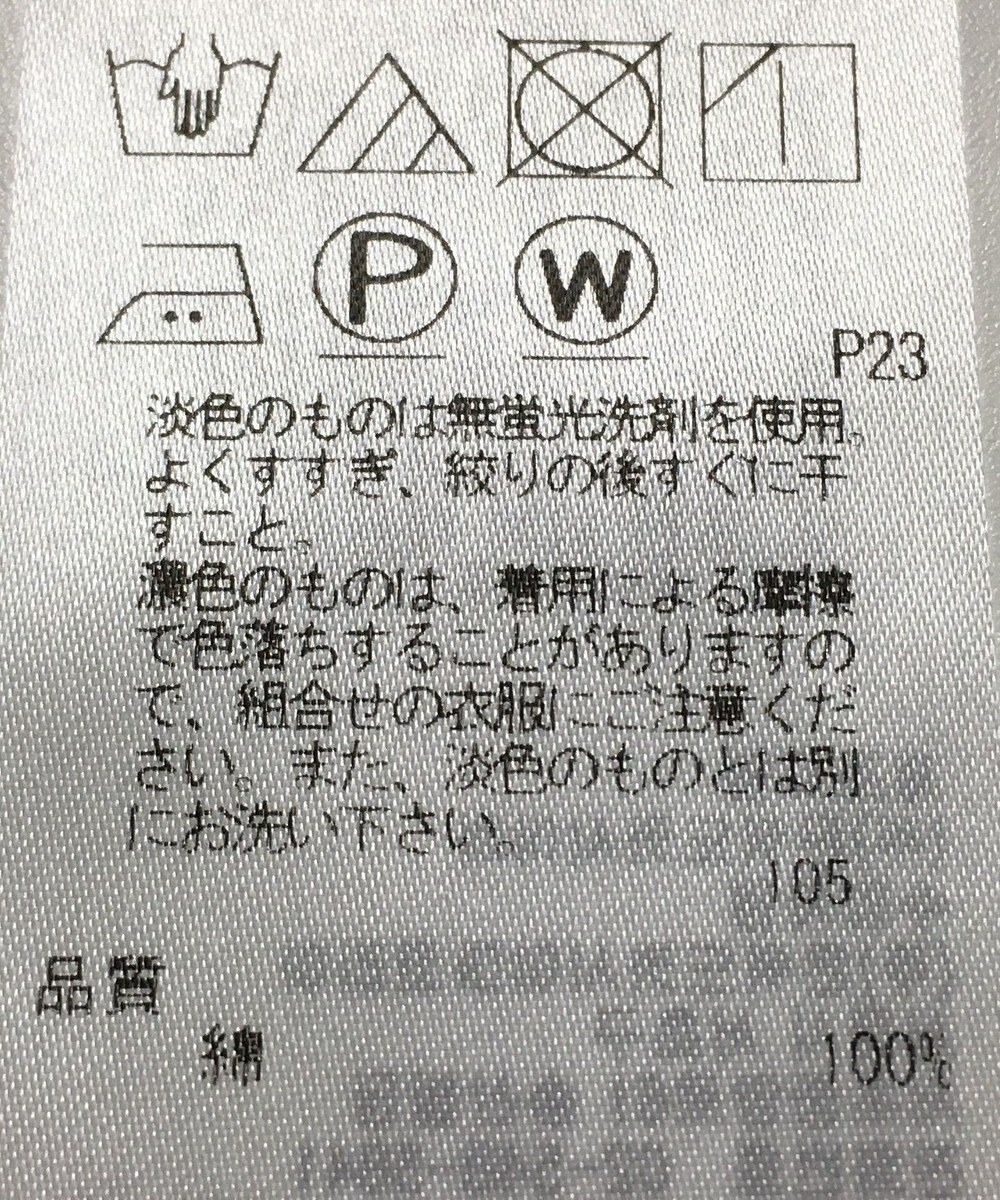 P
W
P23
淡色のものは無蛍光洗剤を使用。
よくすすぎ、絞りの後すぐに干
すこと。
濃色のものは、着用による摩擦
で色落ちすることがありますの
で、組合せの衣服にご注意くだ
さい。また、淡色のものとは別
にお洗い下さい。
105
品質
綿 100%